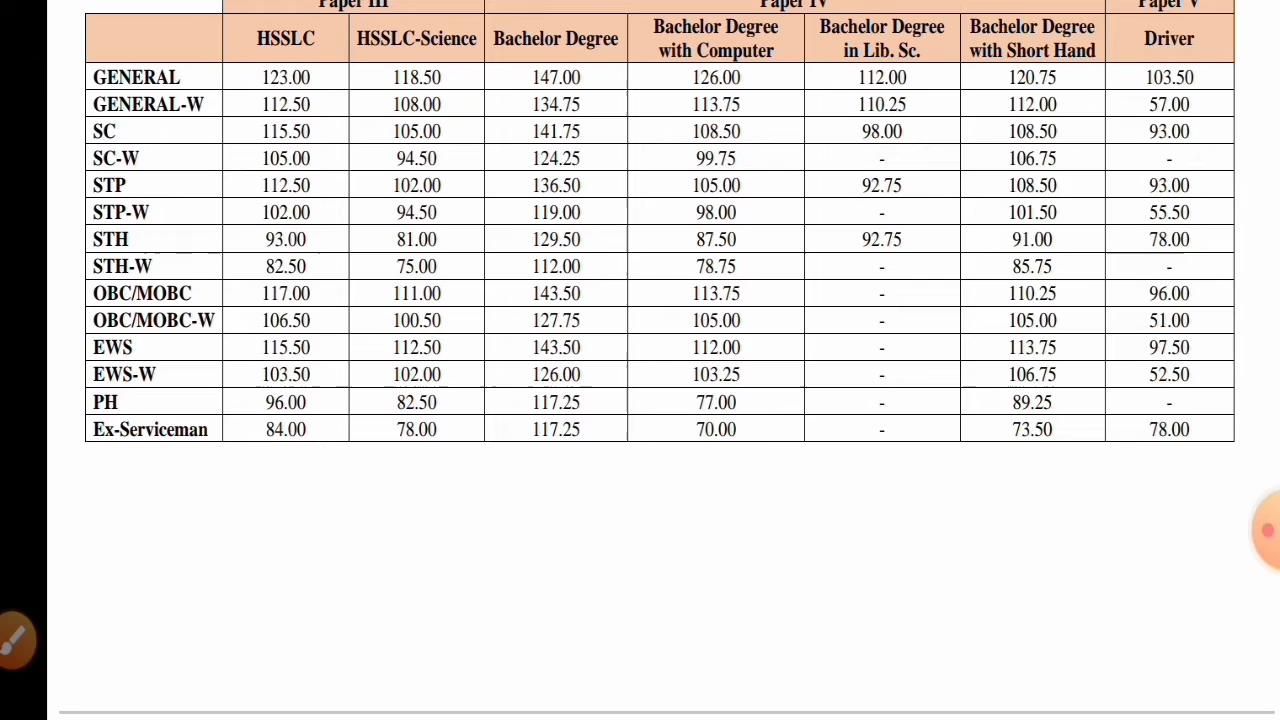 Paper III Paper IV Paper V
HSSLC HSSLC-Science Bachelor Degree Bachelor Degree with Computer Bachelor Degree in Lib. Sc. Bachelor Degree with Short Hand Driver
GENERAL 123.00 118.50 147.00 126.00 112.00 120.75 103.50
GENERAL-W 112.50 108.00 134.75 113.75 110.25 112.00 57.00
SC 115.50 105.00 141.75 108.50 98.00 108.50 93.00
SC-W 105.00 94.50 124.25 99.75 - 106.75 -
STP 112.50 102.00 136.50 105.00 92.75 108.50 93.00
STP-W 102.00 94.50 119.00 98.00 - 101.50 55.50
STH 93.00 81.00 129.50 87.50 92.75 91.00 78.00
STH-W 82.50 75.00 112.00 78.75 - 85.75 -
OBC/MOBC 117.00 111.00 143.50 113.75 - 110.25 96.00
OBC/MOBC-W 106.50 100.50 127.75 105.00 - 105.00 51.00
EWS 115.50 112.50 143.50 112.00 - 113.75 97.50
EWS-W 103.50 102.00 126.00 103.25 - 106.75 52.50
PH 96.00 82.50 117.25 77.00 - 89.25 -
Ex-Serviceman 84.00 78.00 117.25 70.00 - 73.50 78.00